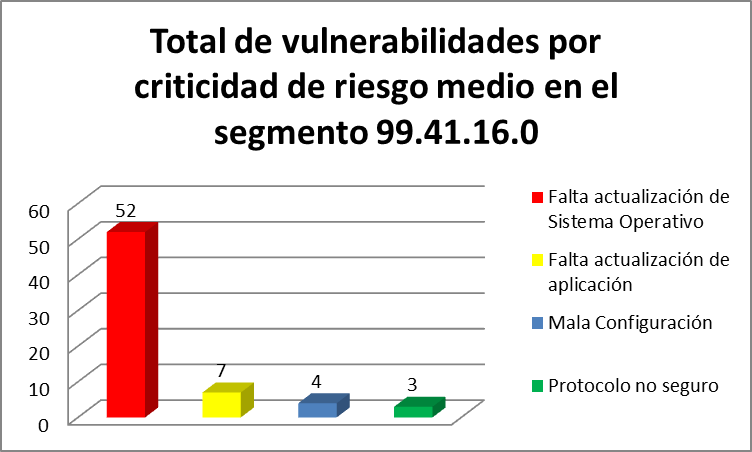 Total de vulnerabilidades por
criticidad de riesgo medio en el
segmento 99.41.16.0
60
50
40
30
20
10
0
52
7
4
3
Falta actualización de
Sistema Operativo
Falta actualización de
aplicación
Mala Configuración
Protocolo no seguro